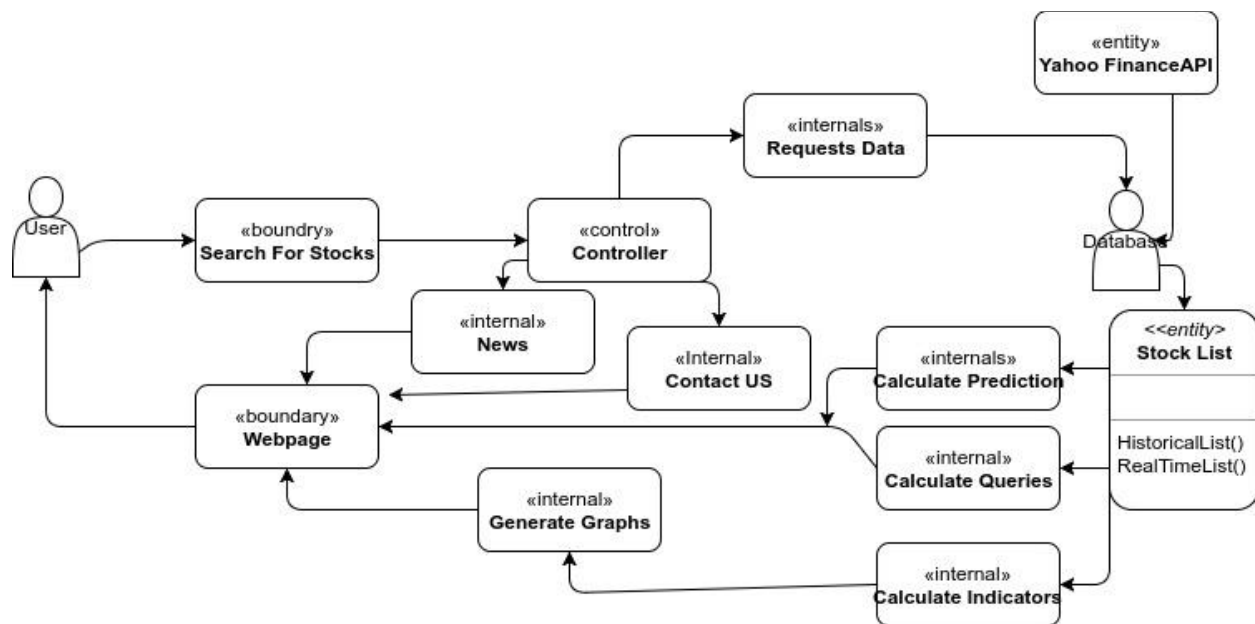 «entity»
Yahoo FinanceAPI
«internals»
Requests Data
User
«boundry»
Search For Stocks
«control»
Controller
Database
«internal»
News
«Internal»
Contact US
«internals»
Calculate Prediction
<<entity>
Stock List
HistoricalList()
RealTimeList()
«boundary»
Webpage
«internal»
Calculate Queries
«internal»
Generate Graphs
«internal»
Calculate Indicators